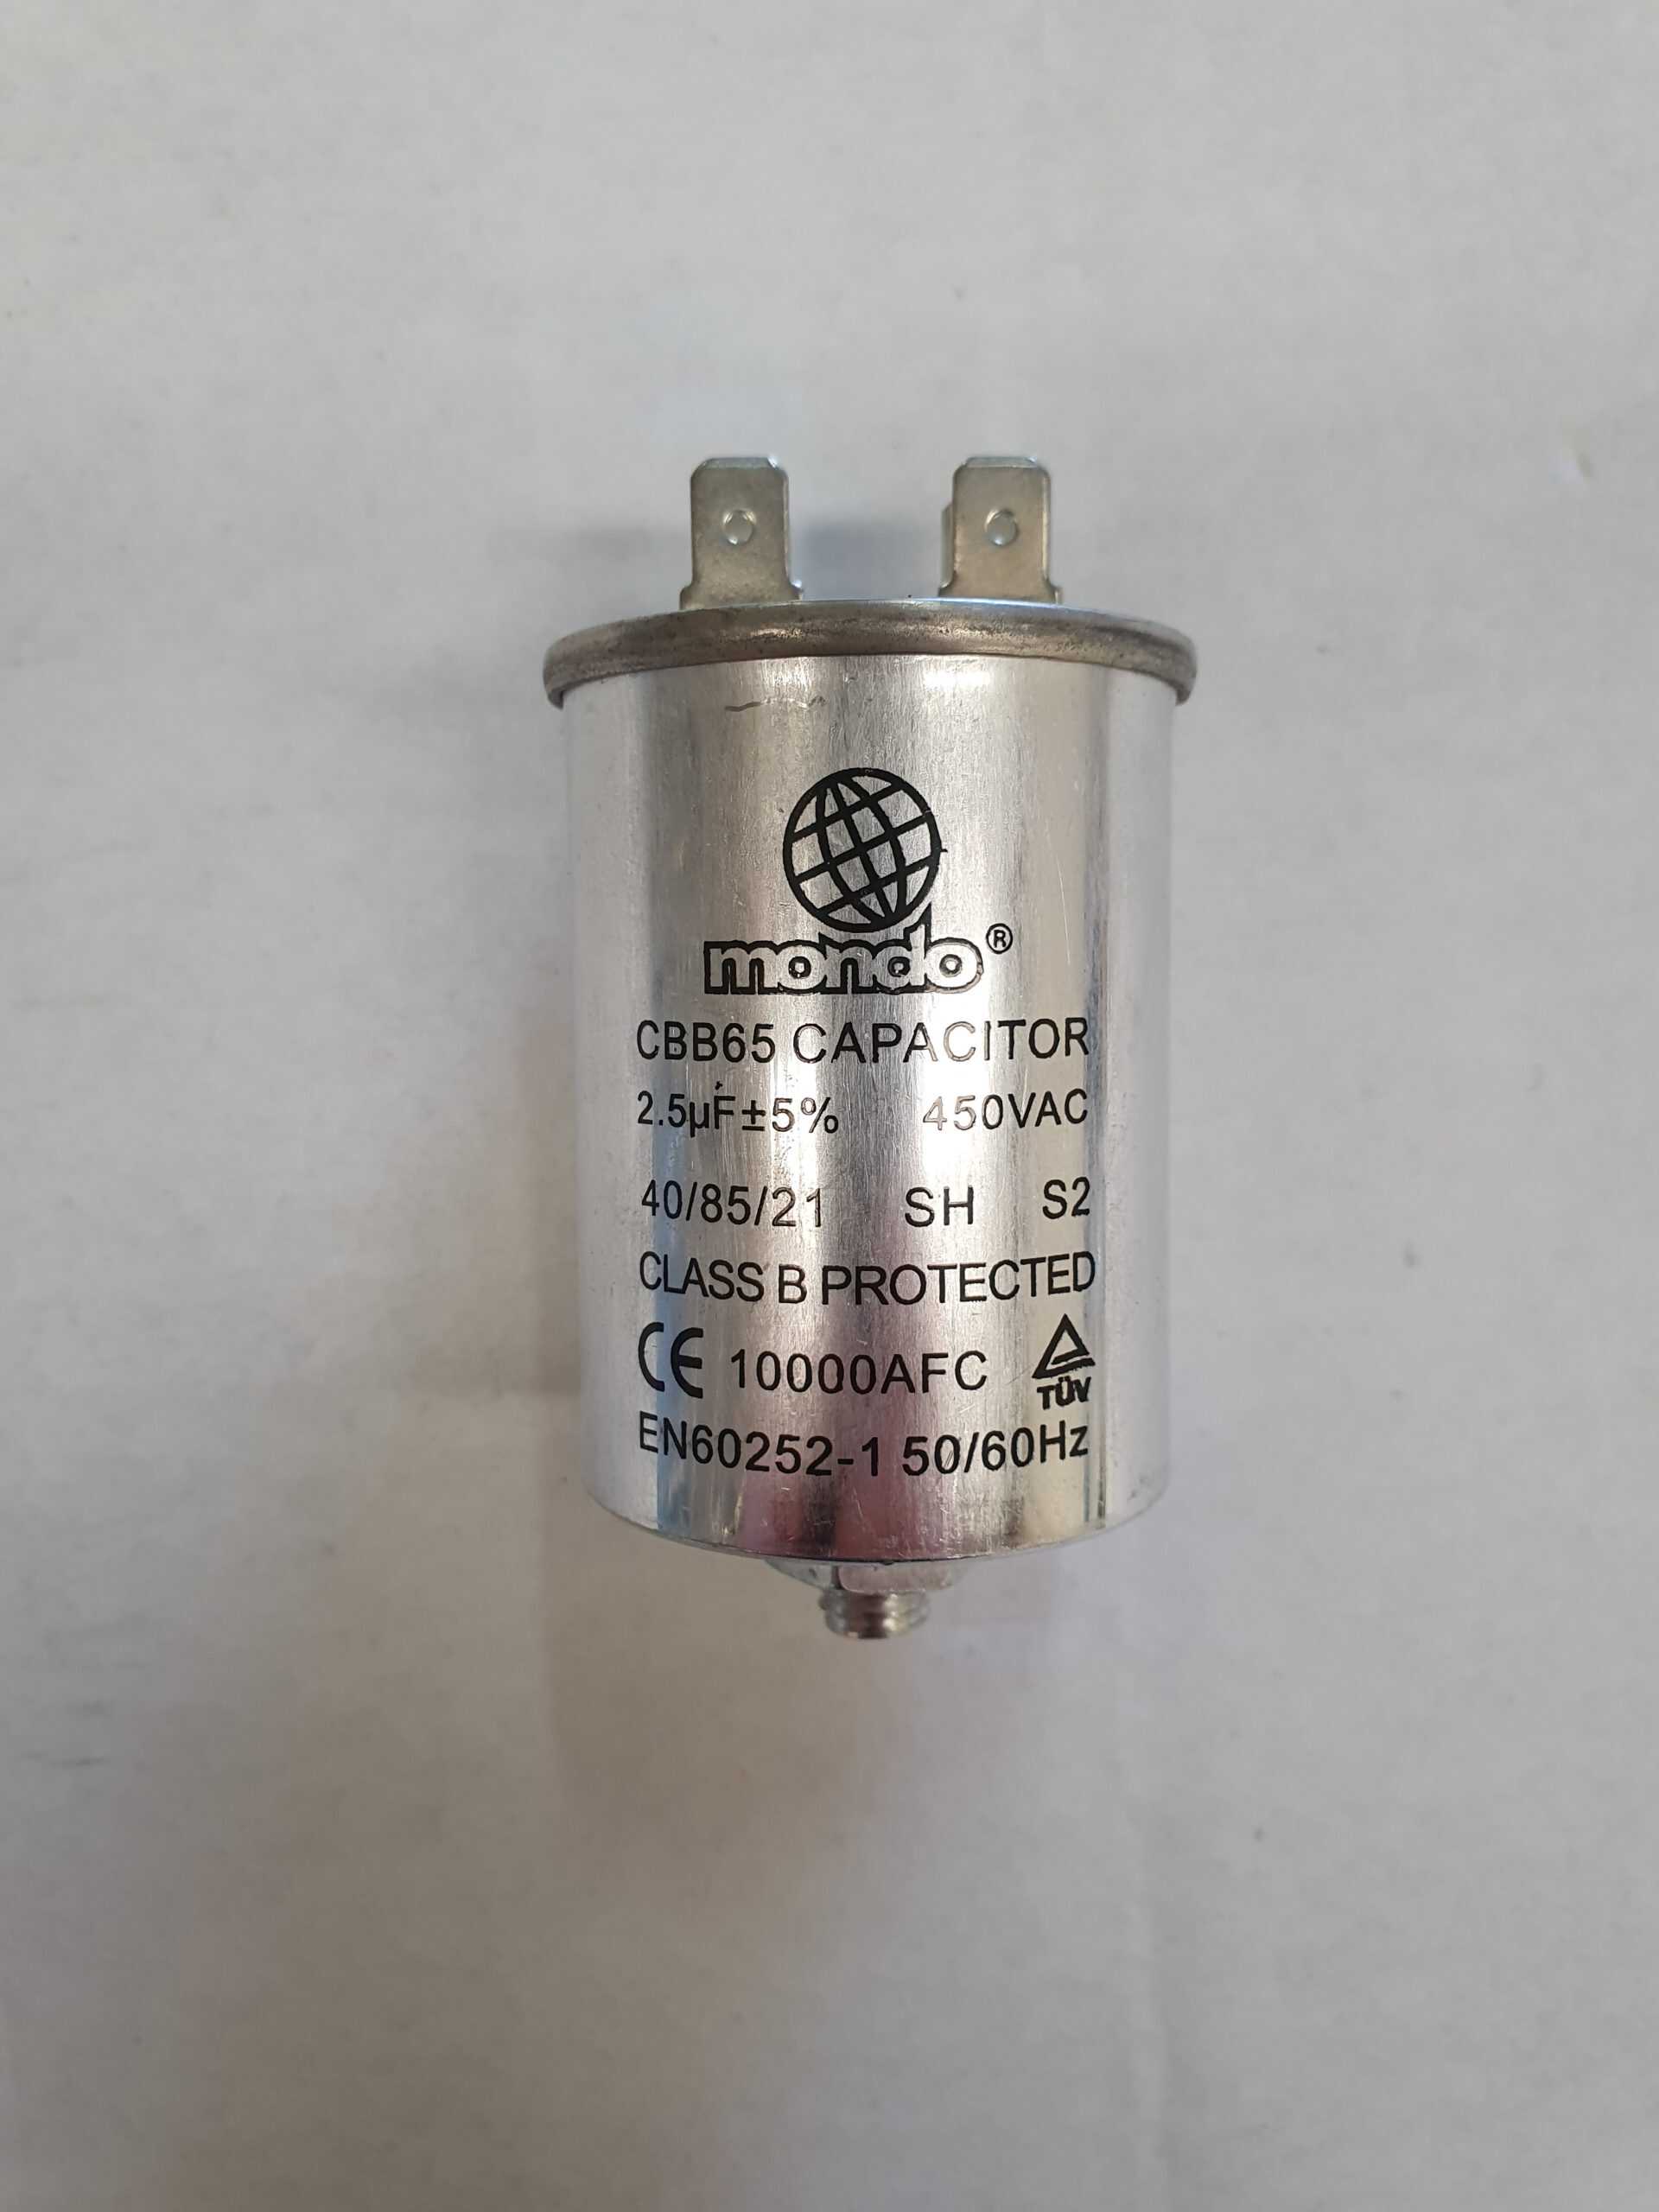 mondo®
CBB65 CAPACITOR
2.5µF±5% 450VAC
40/85/21 SH S2
CLASS B PROTECTED
CE 10000AFC TÜV
EN60252-1 50/60Hz